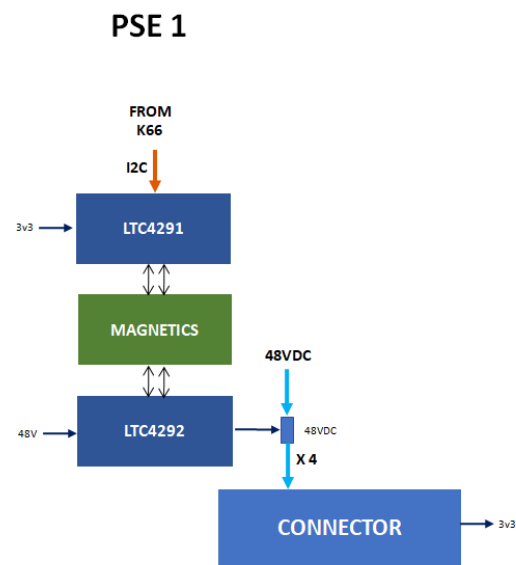 PSE 1
FROM
K66
I2C
3v3
LTC4291
MAGNETICS
48VDC
48V
LTC4292
48VDC
X 4
CONNECTOR
3v3